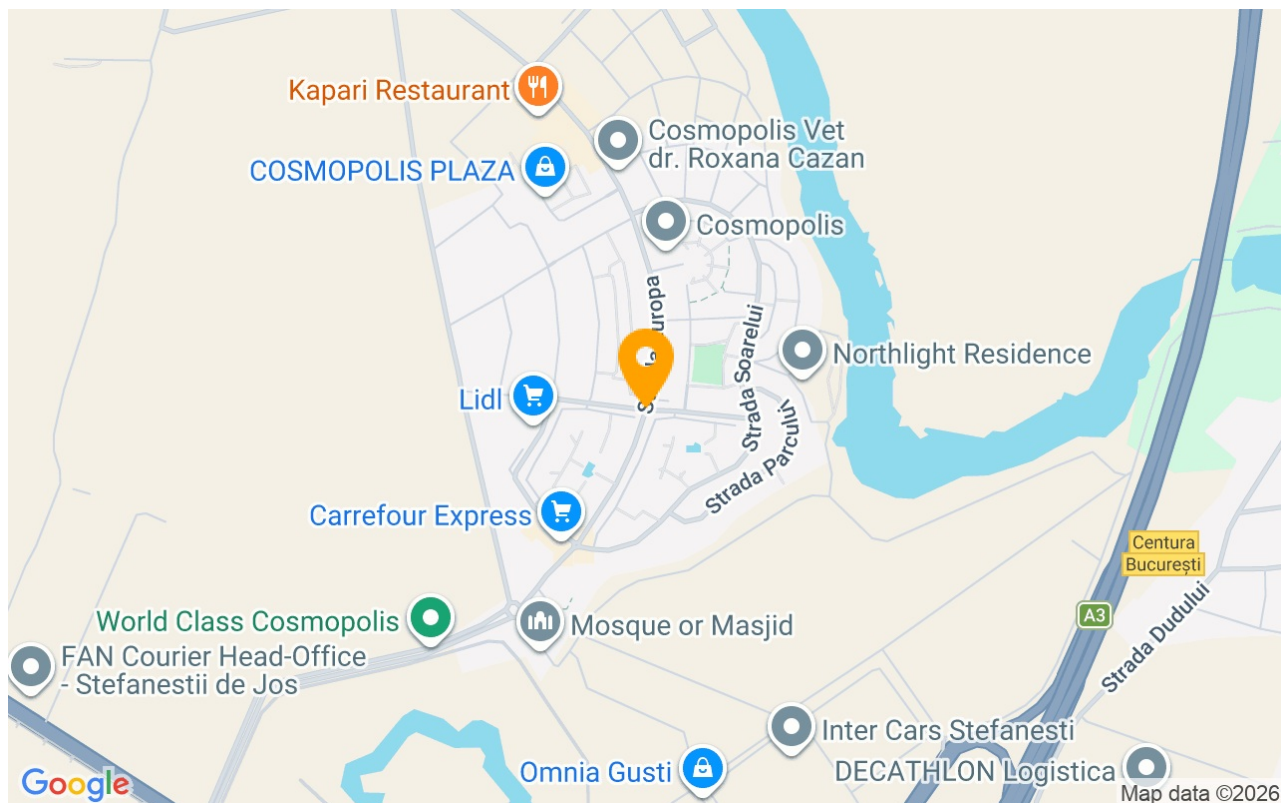 Kapari Restaurant
Cosmopolis Vet
dr. Roxana Cazan
COSMOPOLIS PLAZA
Cosmopolis
uropa
Strada Soarelui
Northlight Residence
Lidl
Strada Parcului
Carrefour Express
Centura
București
A3
Strada Dudului
World Class Cosmopolis
Mosque or Masjid
FAN Courier Head-Office
- Stefanestii de Jos
Inter Cars Stefanesti
Omnia Gusti
DECATHLON Logistica
Google
Map data ©2026